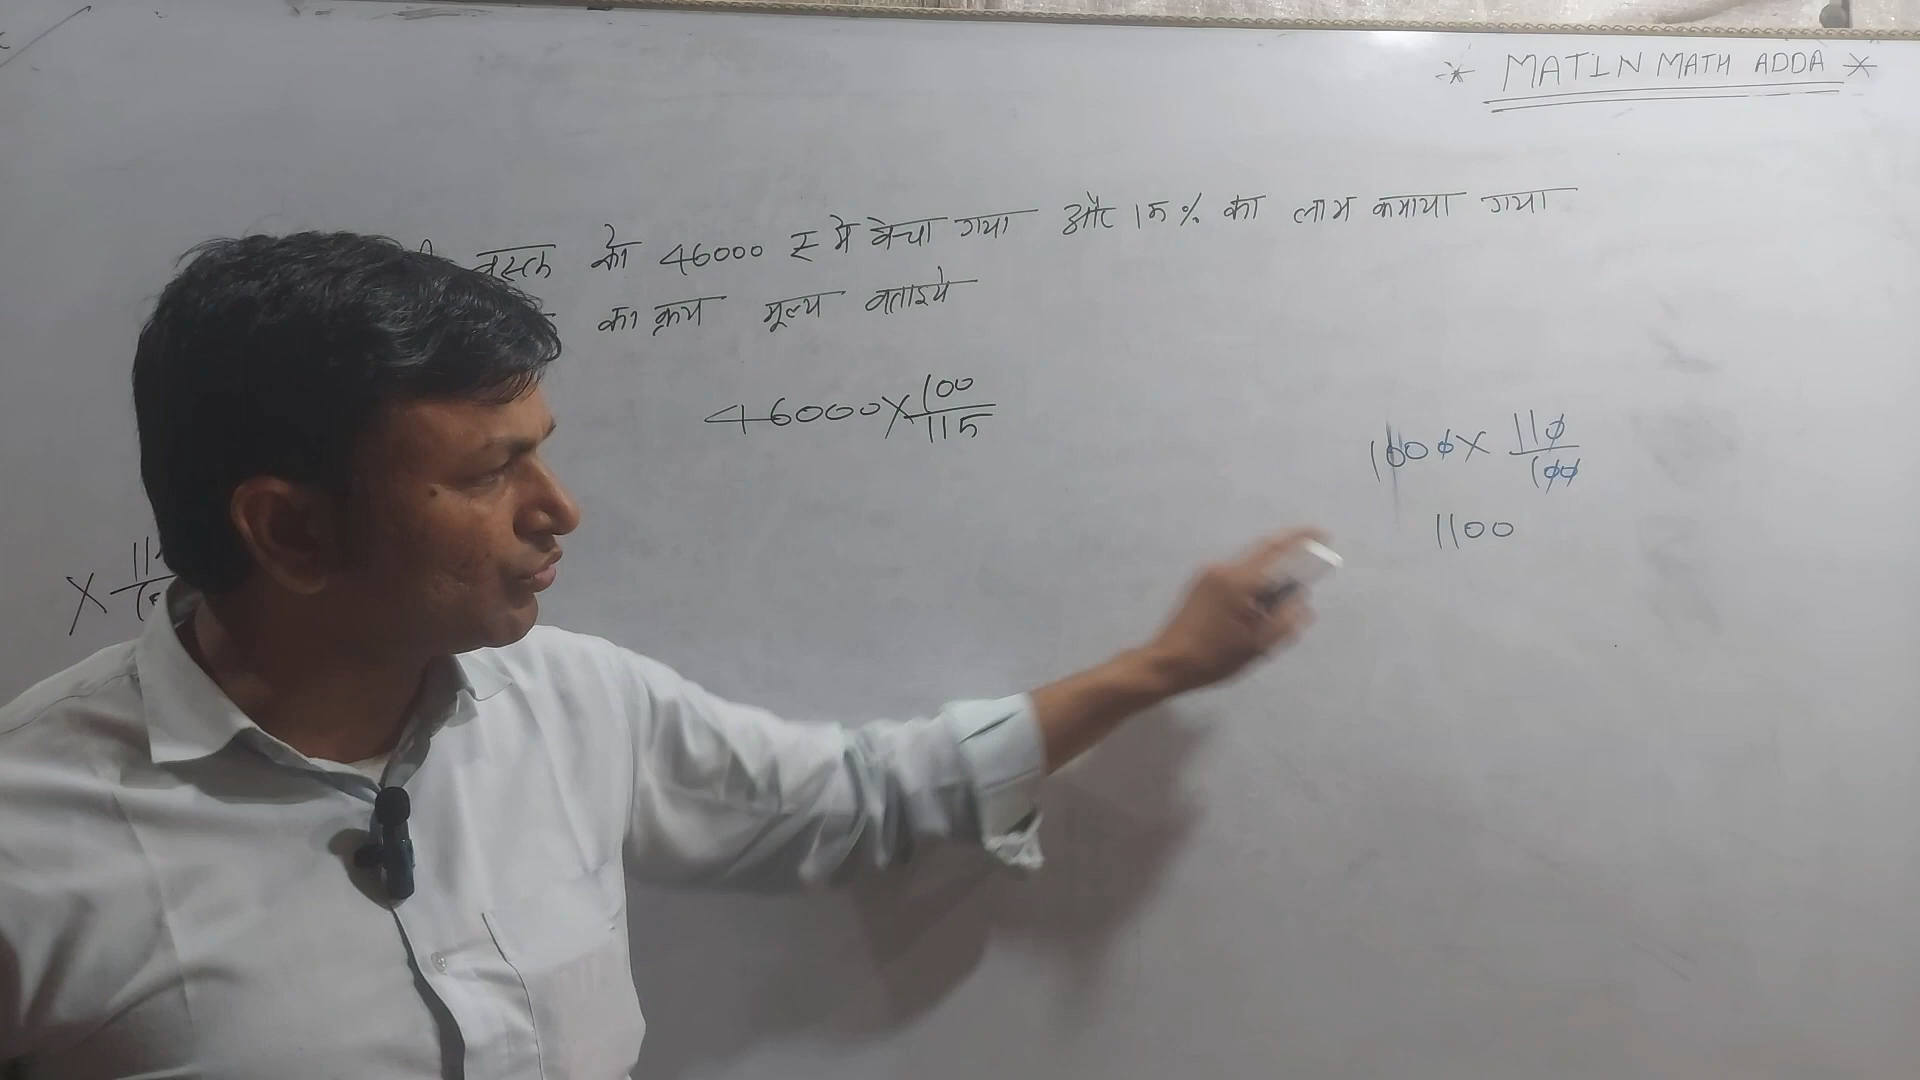 * MATIN MATH ADDA *
वस्तु को 46000 रु मे बेचा गया और 15 % का लाभ कमाया गया
का क्रय मूल्य बताइये
46000 × 100/115
1000 × 110/100
1100
× 11